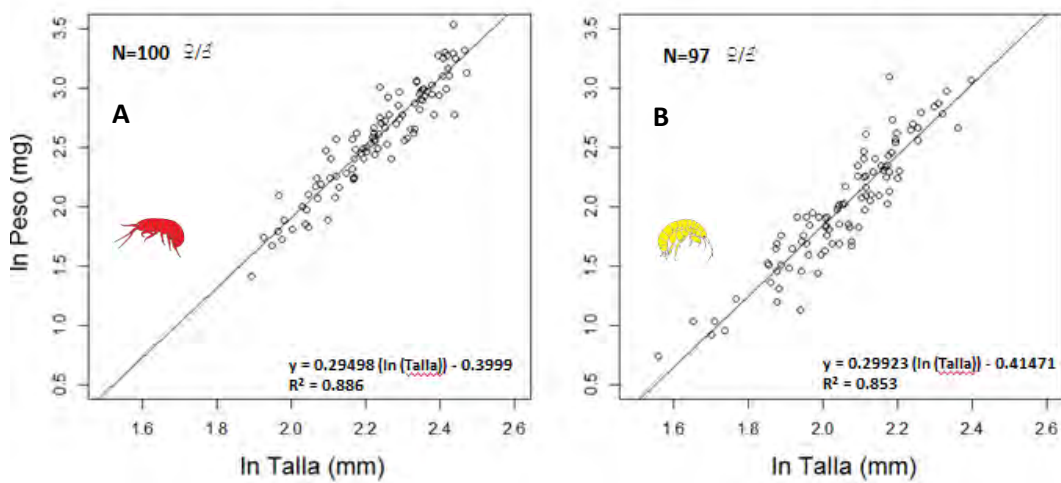 N=100 ♀/♂
A
ln Peso (mg)
3.5
3.0
2.5
2.0
1.5
1.0
0.5
y = 0.29498 (ln (Talla)) - 0.3999
R² = 0.886
1.6
1.8
2.0
2.2
2.4
2.6
ln Talla (mm)
N=97 ♀/♂
B
3.5
3.0
2.5
2.0
1.5
1.0
0.5
y = 0.29923 (ln (Talla)) - 0.41471
R² = 0.853
1.6
1.8
2.0
2.2
2.4
2.6
ln Talla (mm)